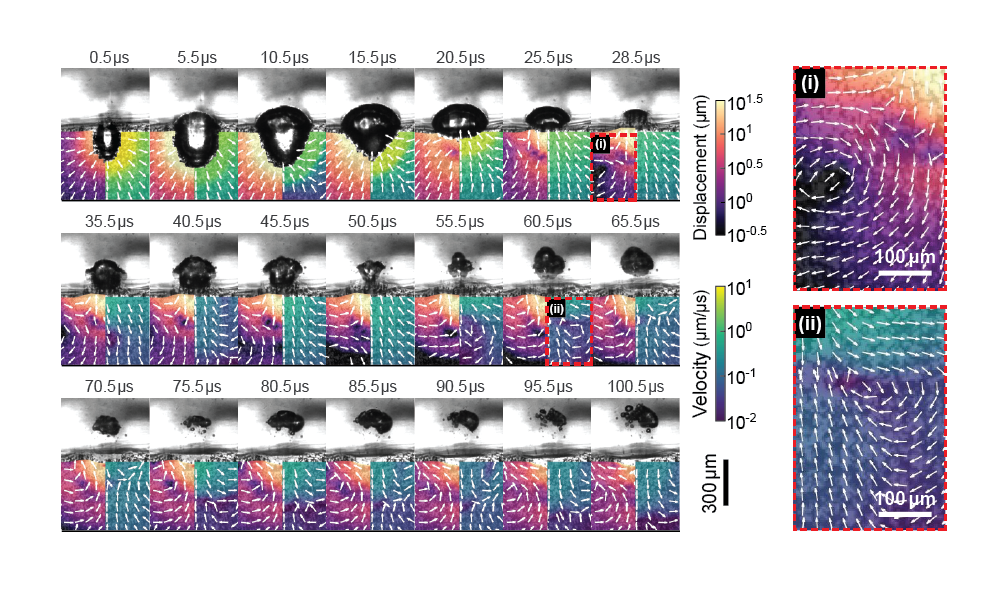 0.5µs 5.5µs 10.5µs 15.5µs 20.5µs 25.5µs 28.5µs
(i)
35.5µs 40.5µs 45.5µs 50.5µs 55.5µs 60.5µs 65.5µs
(ii)
70.5µs 75.5µs 80.5µs 85.5µs 90.5µs 95.5µs 100.5µs
Displacement (µm)
10^1.5
10^1
10^0.5
10^0
10^-0.5
Velocity (µm/µs)
10^1
10^0
10^-1
10^-2
300 µm
(i)
100 µm
(ii)
100 µm